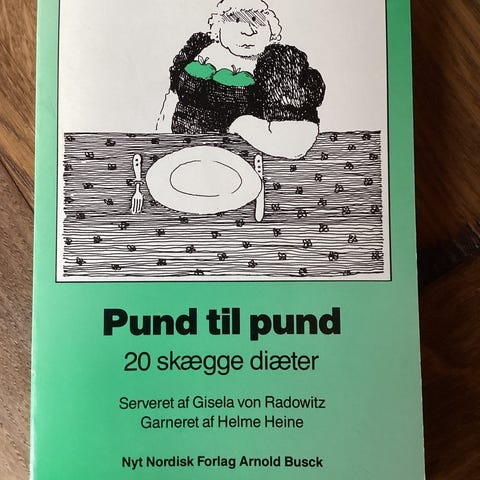 Pund til pund
20 skægge diæter
Serveret af Gisela von Radowitz
Garneret af Helme Heine
Nyt Nordisk Forlag Arnold Busck